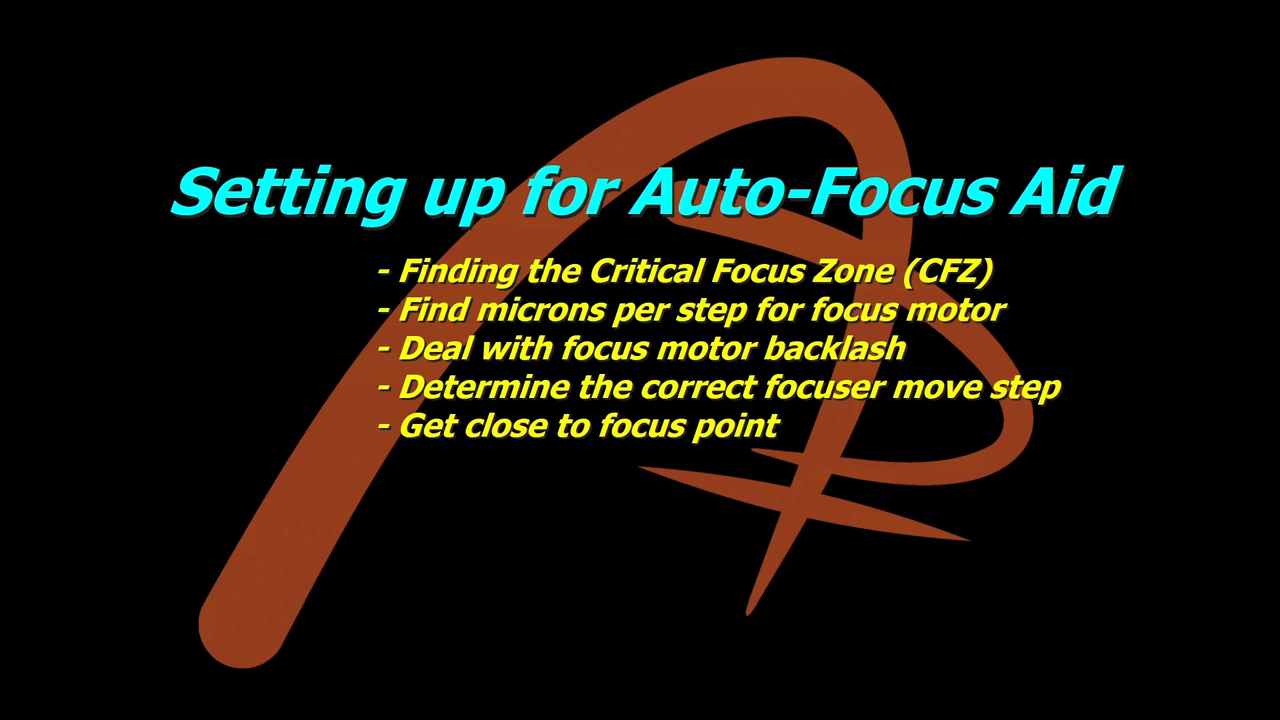 Setting up for Auto-Focus Aid
- Finding the Critical Focus Zone (CFZ)
- Find microns per step for focus motor
- Deal with focus motor backlash
- Determine the correct focuser move step
- Get close to focus point